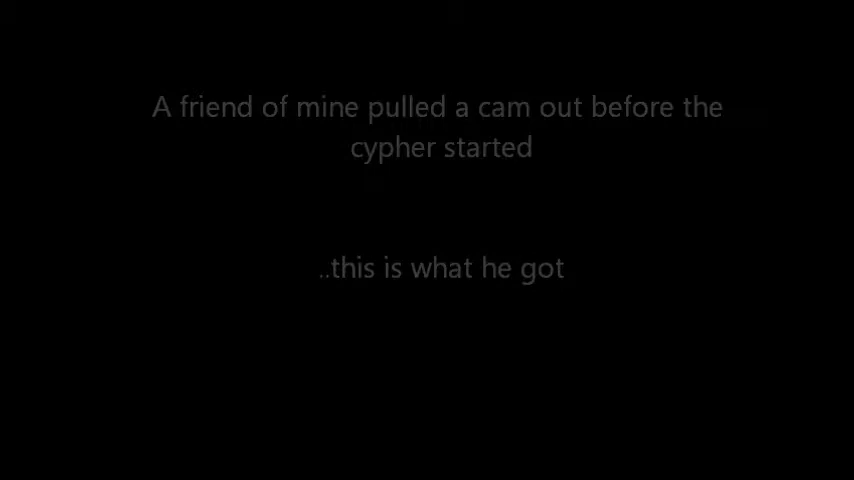 A friend of mine pulled a cam out before the
cypher started
..this is what he got